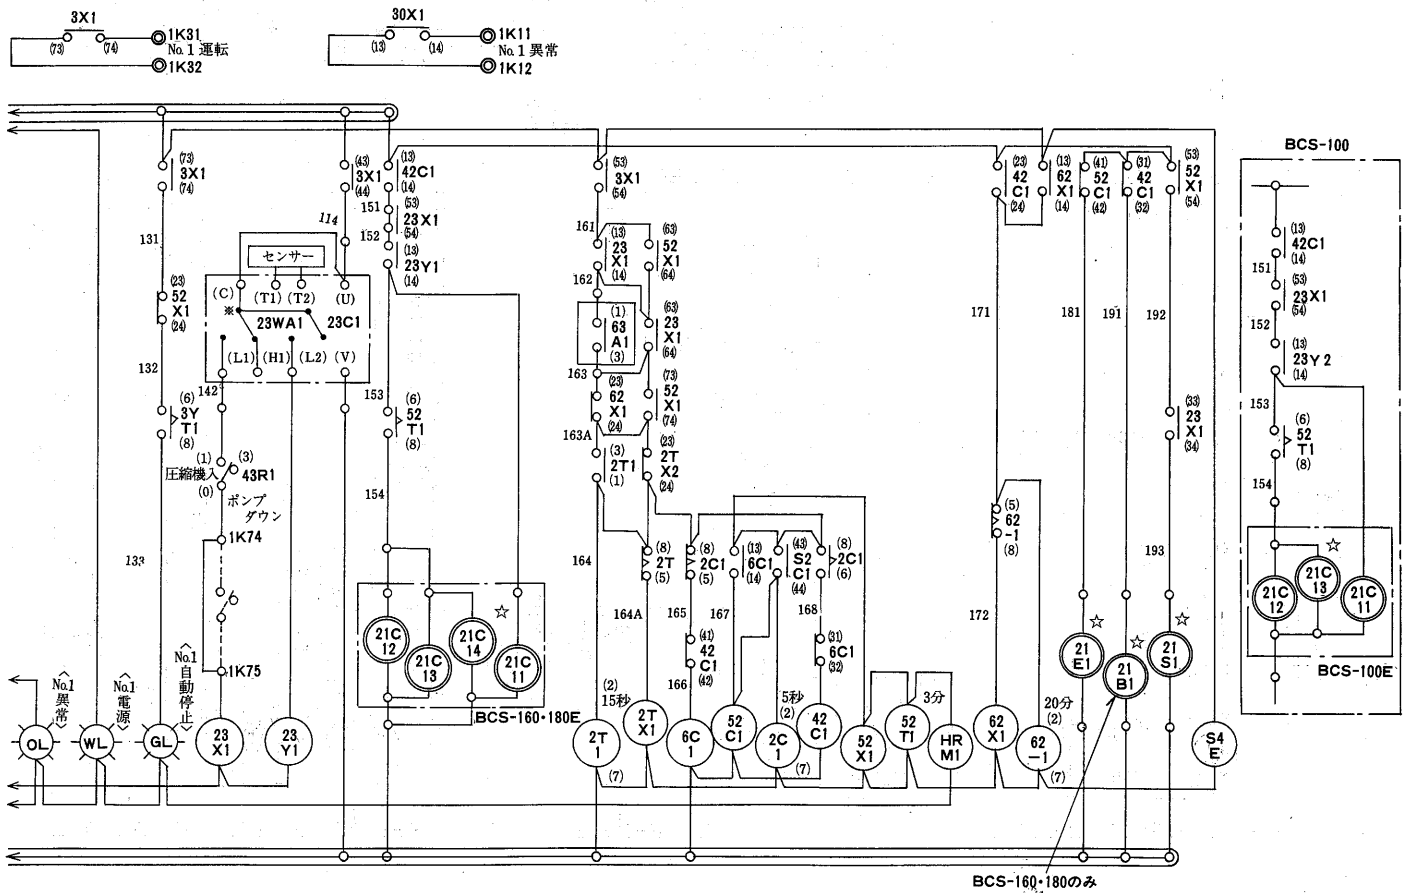 3X1
(73) (74)
1K31
No.1 運転
1K32
30X1
(13) (14)
1K11
No.1 異常
1K12
(73)
3X1
(74)
131
(23)
52
X1
(24)
132
(6)
3Y
T1
(8)
133
(43)
3X1
(44)
114
センサー
(C) (T1) (T2) (U)
※
23WA1 23C1
(L1) (H1) (L2) (V)
142
(1) (3)
圧縮機入 43R1
(0)
ポンプ
ダウン
1K74
1K75
(13)
42C1
(14)
151
(53)
23X1
(54)
152
(13)
23Y1
(14)
153
(6)
52
T1
(8)
154
21C
12
21C
13
21C
14
☆
21C
11
BCS-160・180E
(53)
3X1
(54)
161
(13)
23
X1
(14)
(63)
52
X1
(64)
162
(1)
63
A1
(3)
(63)
23
X1
(64)
163
(23)
62
X1
(24)
(73)
52
X1
(74)
163A
(3)
2T1
(1)
(23)
2T
X2
(24)
164
(8)
2T
(5)
164A
(8)
2C1
(5)
165
(41)
42
C1
(42)
166
(13)
6C1
(14)
167
(43)
S2
C1
(44)
(8)
2C1
(6)
168
(31)
6C1
(32)
(23)
42
C1
(24)
(13)
62
X1
(14)
171
(5)
62
-1
(8)
172
(41)
52
C1
(42)
181
(31)
42
C1
(32)
191
(53)
52
X1
(54)
192
(33)
23
X1
(34)
193
☆
21
E1
☆
21
B1
☆
21
S1
〈No.1異常〉
OL
〈No.1電源〉
WL
〈No.1自動停止〉
GL
23
X1
23
Y1
(2)
15秒
2T
1
(7)
2T
X1
6C
1
52
C1
5秒
(2)
2C
1
(7)
42
C1
52
X1
52
T1
3分
HR
M1
62
X1
20分
(2)
62
-1
(7)
S4
E
BCS-160・180のみ
BCS-100
(13)
42C1
(14)
151
(53)
23X1
(54)
152
(13)
23Y2
(14)
153
(6)
52
T1
(8)
154
21C
12
☆
21C
13
21C
11
BCS-100E